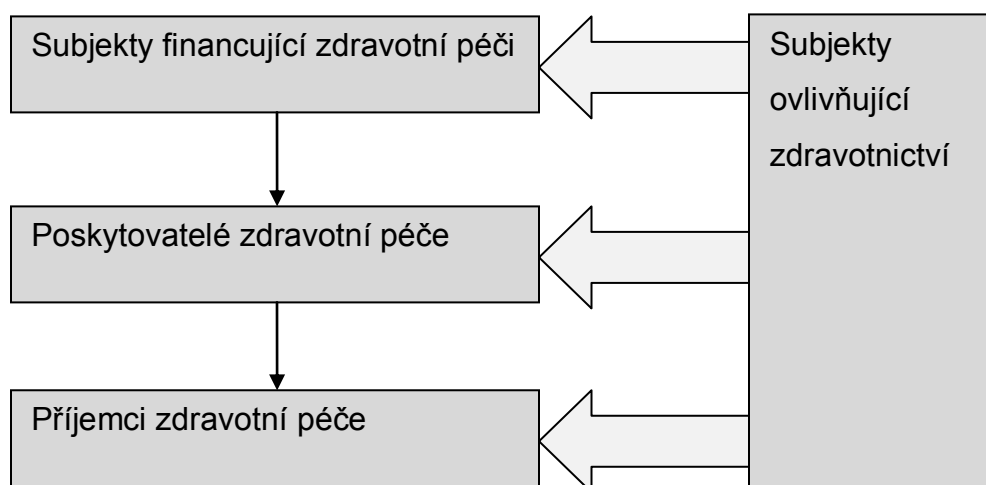 Subjekty financující zdravotní péči
Poskytovatelé zdravotní péče
Příjemci zdravotní péče
Subjekty
ovlivňující
zdravotnictví